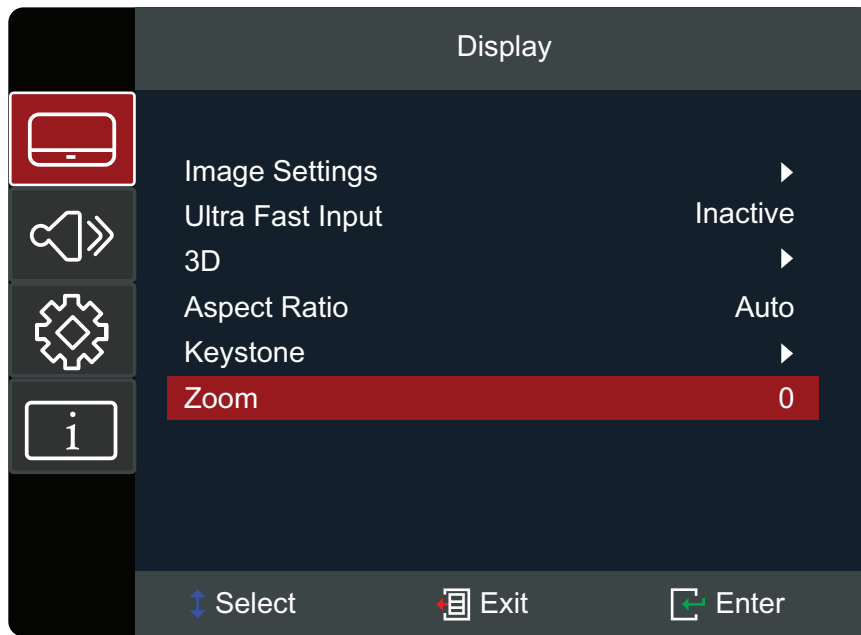 Display
Image Settings
Ultra Fast Input Inactive
3D
Aspect Ratio Auto
Keystone
Zoom 0
i
Select Exit Enter